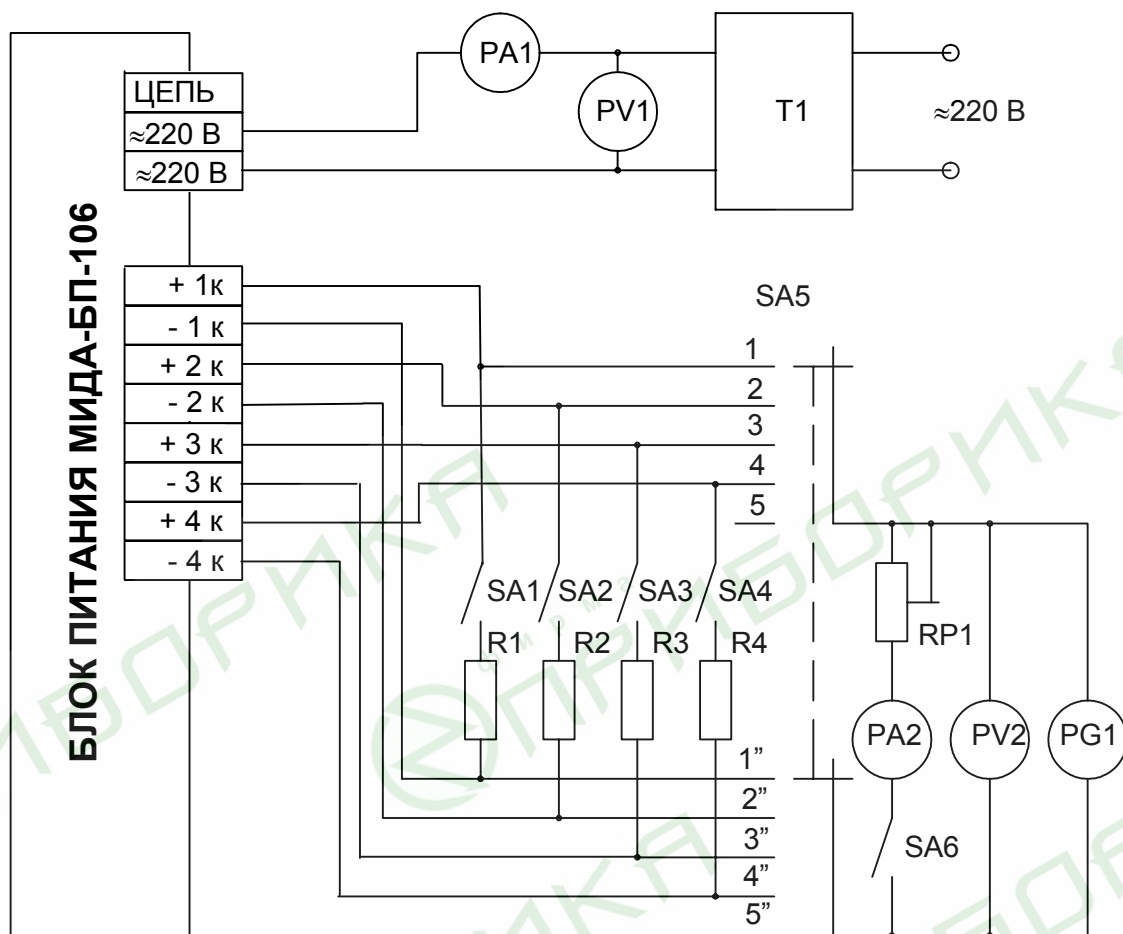 БЛОК ПИТАНИЯ МИДА-БП-106
ЦЕПЬ
≈220 В
≈220 В
PA1
PV1
T1
≈220 В
+ 1к
- 1 к
+ 2 к
- 2 к
+ 3 к
- 3 к
+ 4 к
- 4 к
SA5
1
2
3
4
5
SA1
SA2
SA3
SA4
R1
R2
R3
R4
RP1
PA2
PV2
PG1
SA6
1”
2”
3”
4”
5”
фирма
ПРИБОРИКА